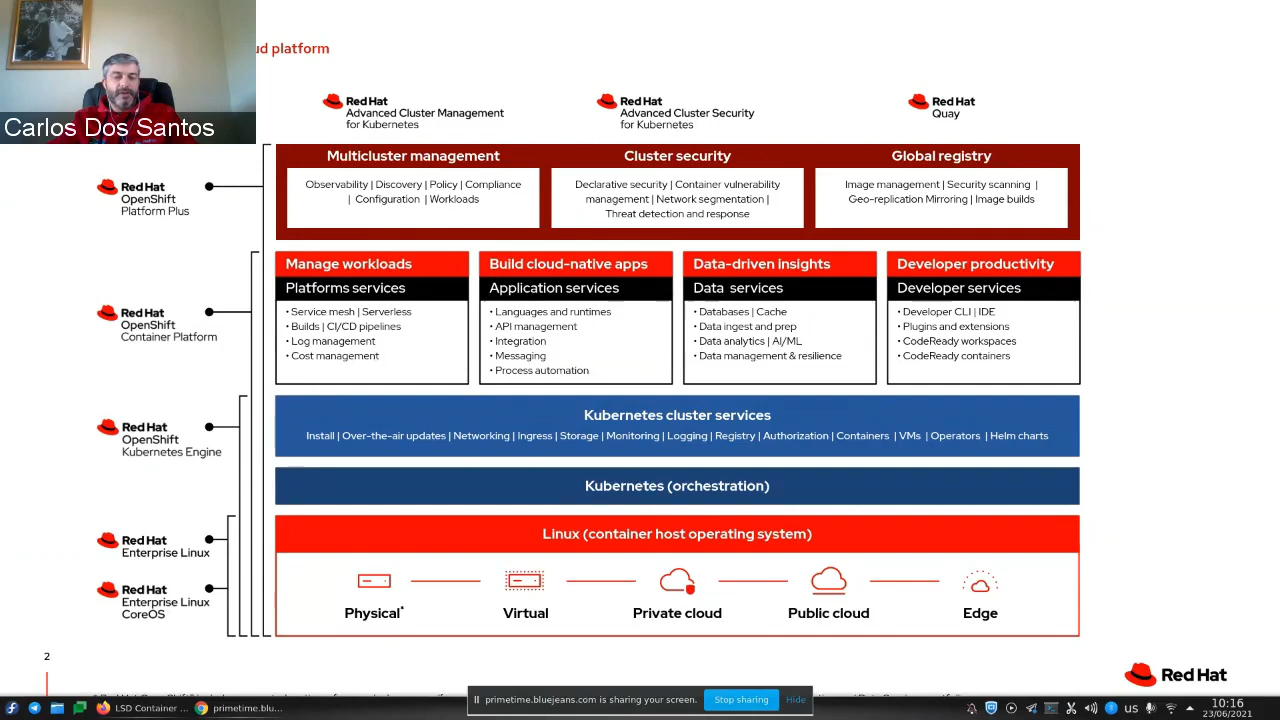 ud platform
Carlos Dos Santos
Red Hat
Advanced Cluster Management
for Kubernetes
Red Hat
Advanced Cluster Security
for Kubernetes
Red Hat
Quay
Red Hat
OpenShift
Platform Plus
Multicluster management
Observability | Discovery | Policy | Compliance
| Configuration | Workloads
Cluster security
Declarative security | Container vulnerability
management | Network segmentation |
Threat detection and response
Global registry
Image management | Security scanning |
Geo-replication Mirroring | Image builds
Red Hat
OpenShift
Container Platform
Manage workloads
Platforms services
• Service mesh | Serverless
• Builds | CI/CD pipelines
• Log management
• Cost management
Build cloud-native apps
Application services
• Languages and runtimes
• API management
• Integration
• Messaging
• Process automation
Data-driven insights
Data services
• Databases | Cache
• Data ingest and prep
• Data analytics | AI/ML
• Data management & resilience
Developer productivity
Developer services
• Developer CLI | IDE
• Plugins and extensions
• CodeReady workspaces
• CodeReady containers
Red Hat
OpenShift
Kubernetes Engine
Kubernetes cluster services
Install | Over-the-air updates | Networking | Ingress | Storage | Monitoring | Logging | Registry | Authorization | Containers | VMs | Operators | Helm charts
Kubernetes (orchestration)
Red Hat
Enterprise Linux
Red Hat
Enterprise Linux
CoreOS
Linux (container host operating system)
Physical*
Virtual
Private cloud
Public cloud
Edge
2
Red Hat
primetime.bluejeans.com is sharing your screen.
Stop sharing
Hide
LSD Container ...
primetime.blu...
us
10:16
23/06/2021